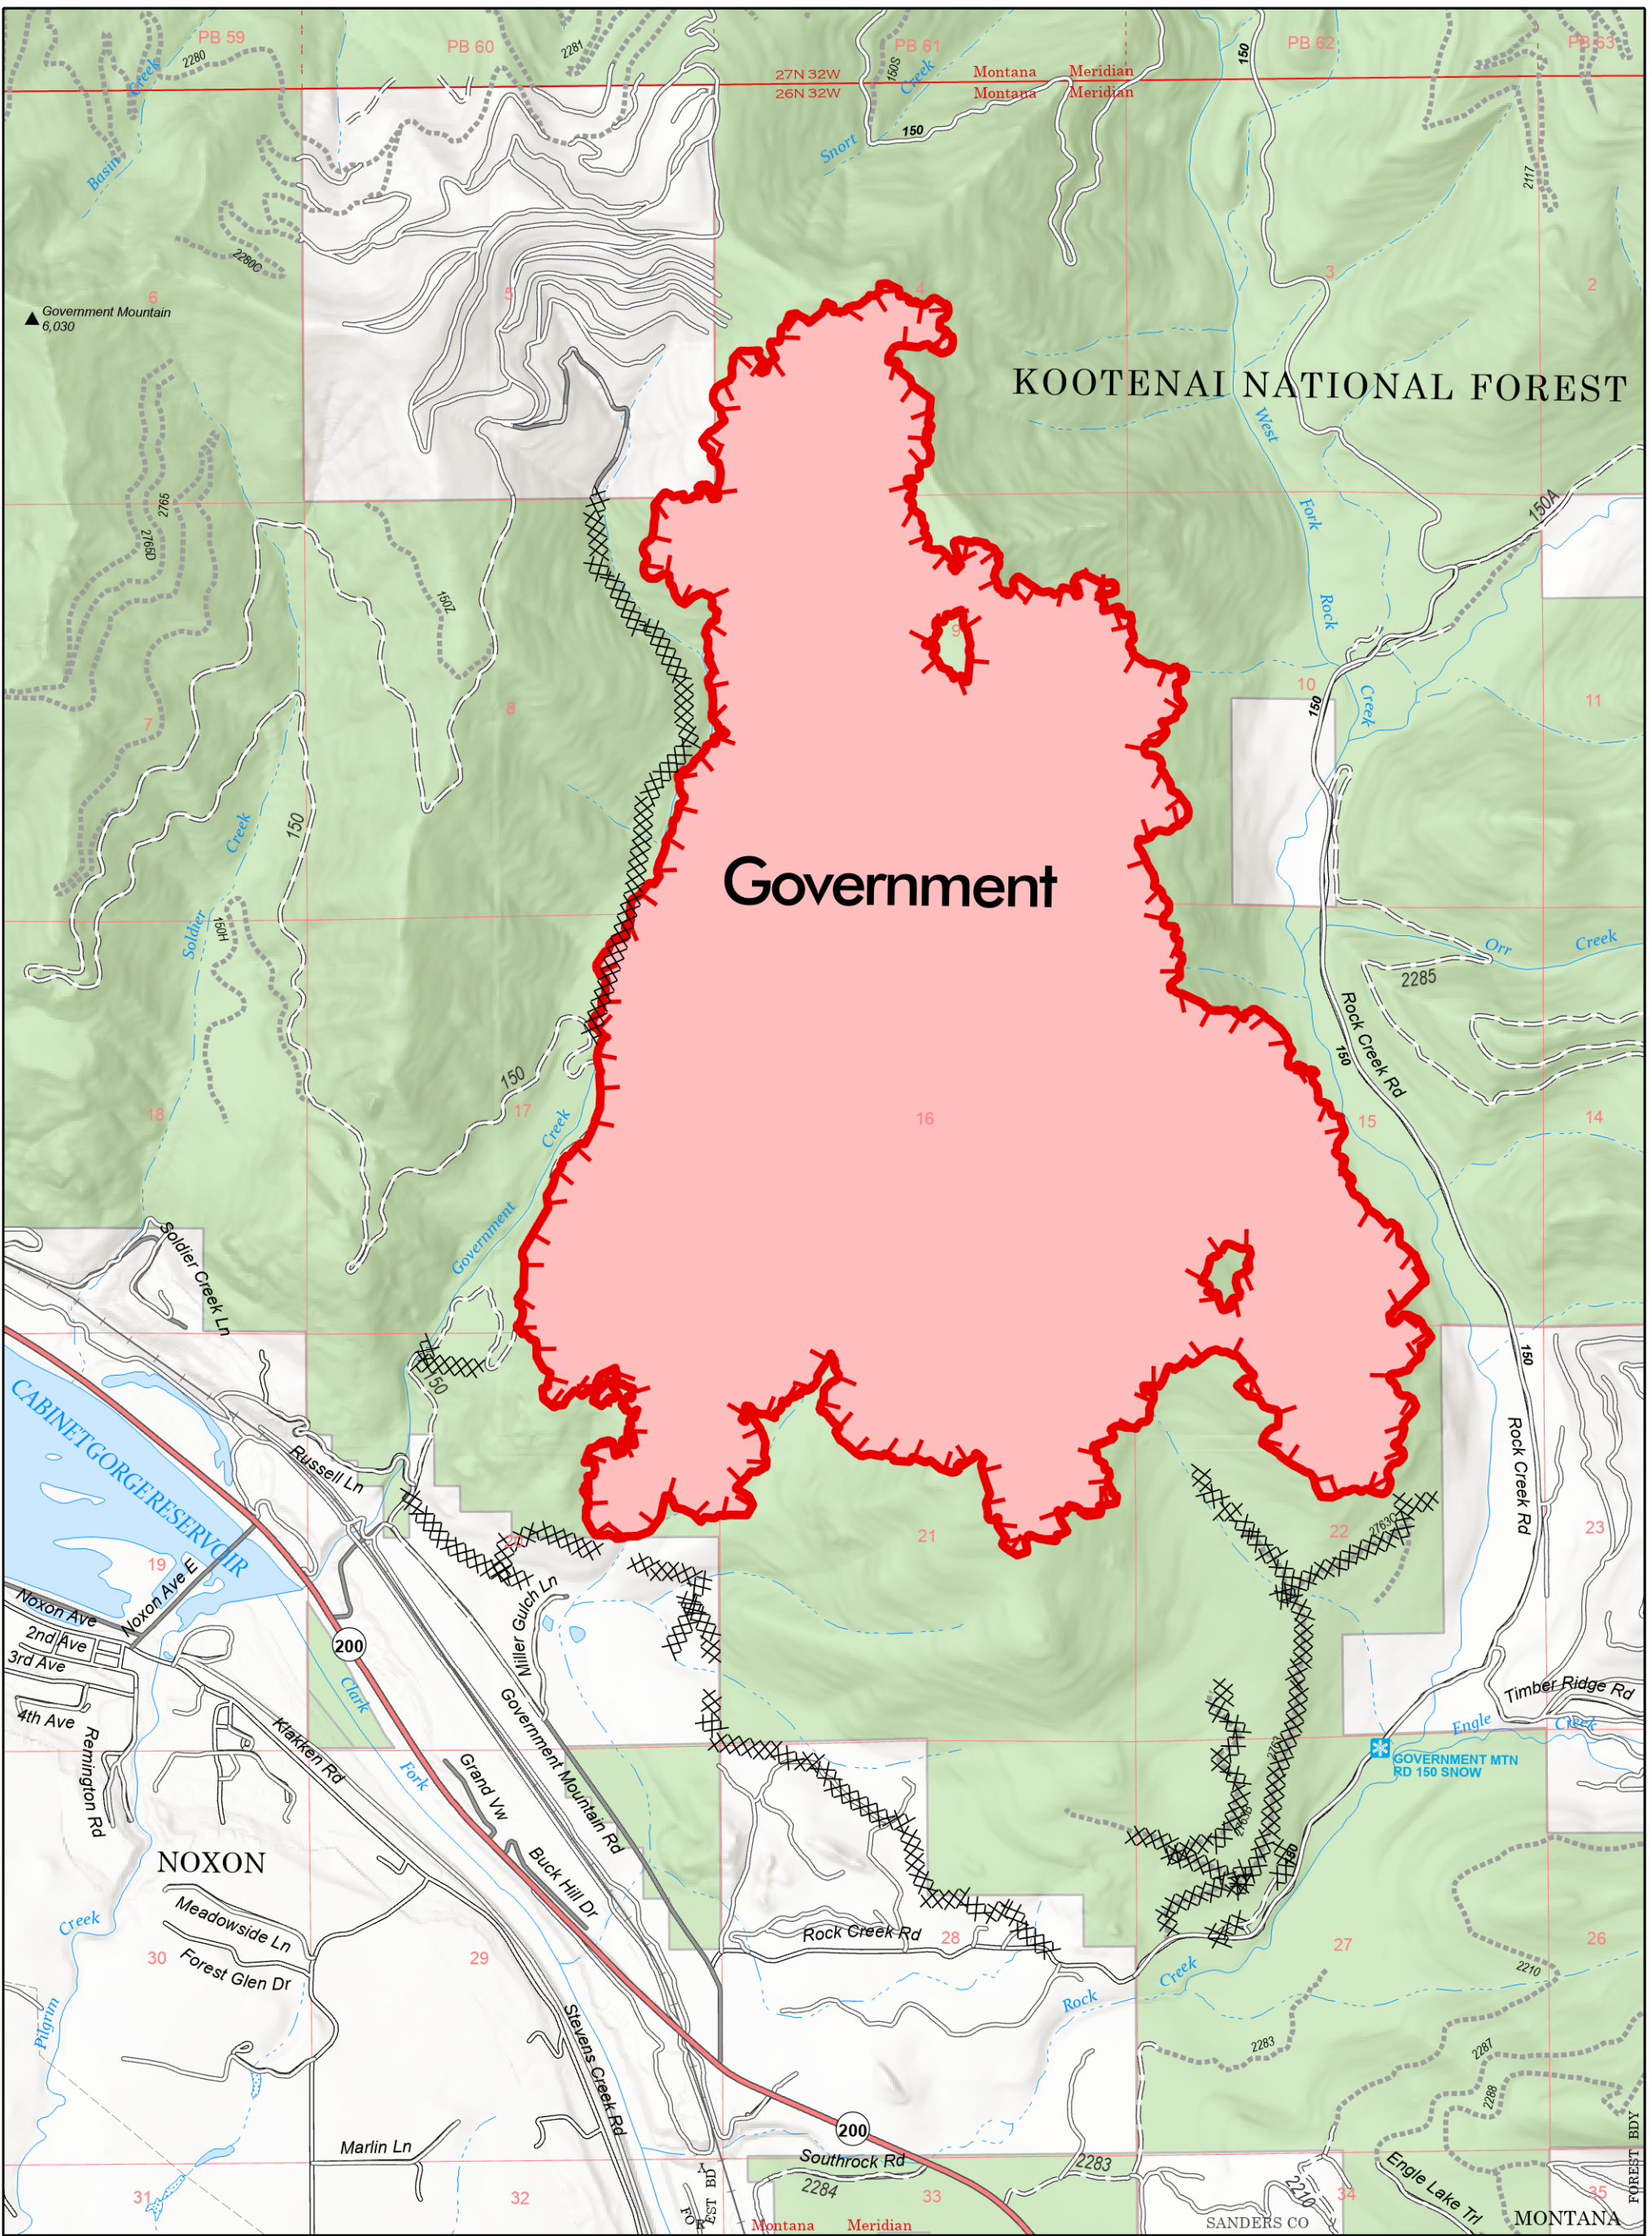 PB 59
PB 60
PB 61
PB 62
PB 63
2280
2281
150S
Creek
Creek
150
27N 32W
Montana
Meridian
26N 32W
Montana
Meridian
150
Snort
Basin
2117
2280C
6
5
4
3
2
Government Mountain
6,030
KOOTENAI NATIONAL FOREST
West
Fork
Rock
Creek
150A
2765
2765D
150Z
9
7
8
10
11
150
150
Creek
Soldier
150H
Government
Orr
Creek
2285
Rock Creek Rd
150
150
17
18
16
15
14
Creek
Government
Soldier Creek Ln
150
150
CABINETGORGERESERVOIR
Russell Ln
Rock Creek Rd
2763C
19
20
21
22
23
Noxon Ave E
Noxon Ave
2nd Ave
3rd Ave
4th Ave
Remington Rd
Miller Gulch Ln
200
Clark
Fork
Klakken Rd
Government Mountain Rd
Grand Vw
Buck Hill Dr
Timber Ridge Rd
Engle
Creek
GOVERNMENT MTN
RD 150 SNOW
NOXON
Meadowside Ln
Forest Glen Dr
Creek
Pilgrim
30
29
28
27
26
Rock Creek Rd
Rock
Creek
2210
2283
2287
2288
Stevens Creek Rd
Marlin Ln
200
Southrock Rd
2284
2283
2210
Engle Lake Trl
31
32
33
34
35
FOREST BDY
SANDERS CO
MONTANA
Montana
Meridian